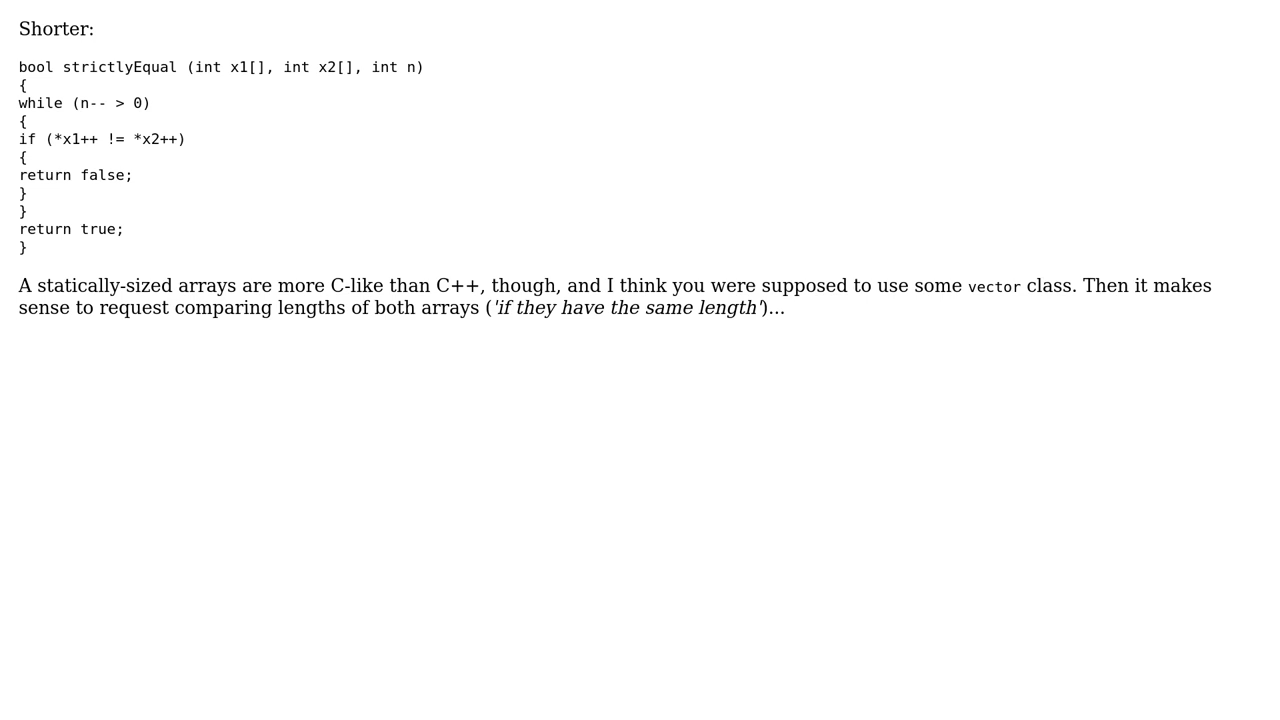 Shorter:
bool strictlyEqual (int x1[], int x2[], int n)
{
while (n-- > 0)
{
if (*x1++ != *x2++)
{
return false;
}
}
return true;
}
A statically-sized arrays are more C-like than C++, though, and I think you were supposed to use some vector class. Then it makes
sense to request comparing lengths of both arrays ('if they have the same length')...